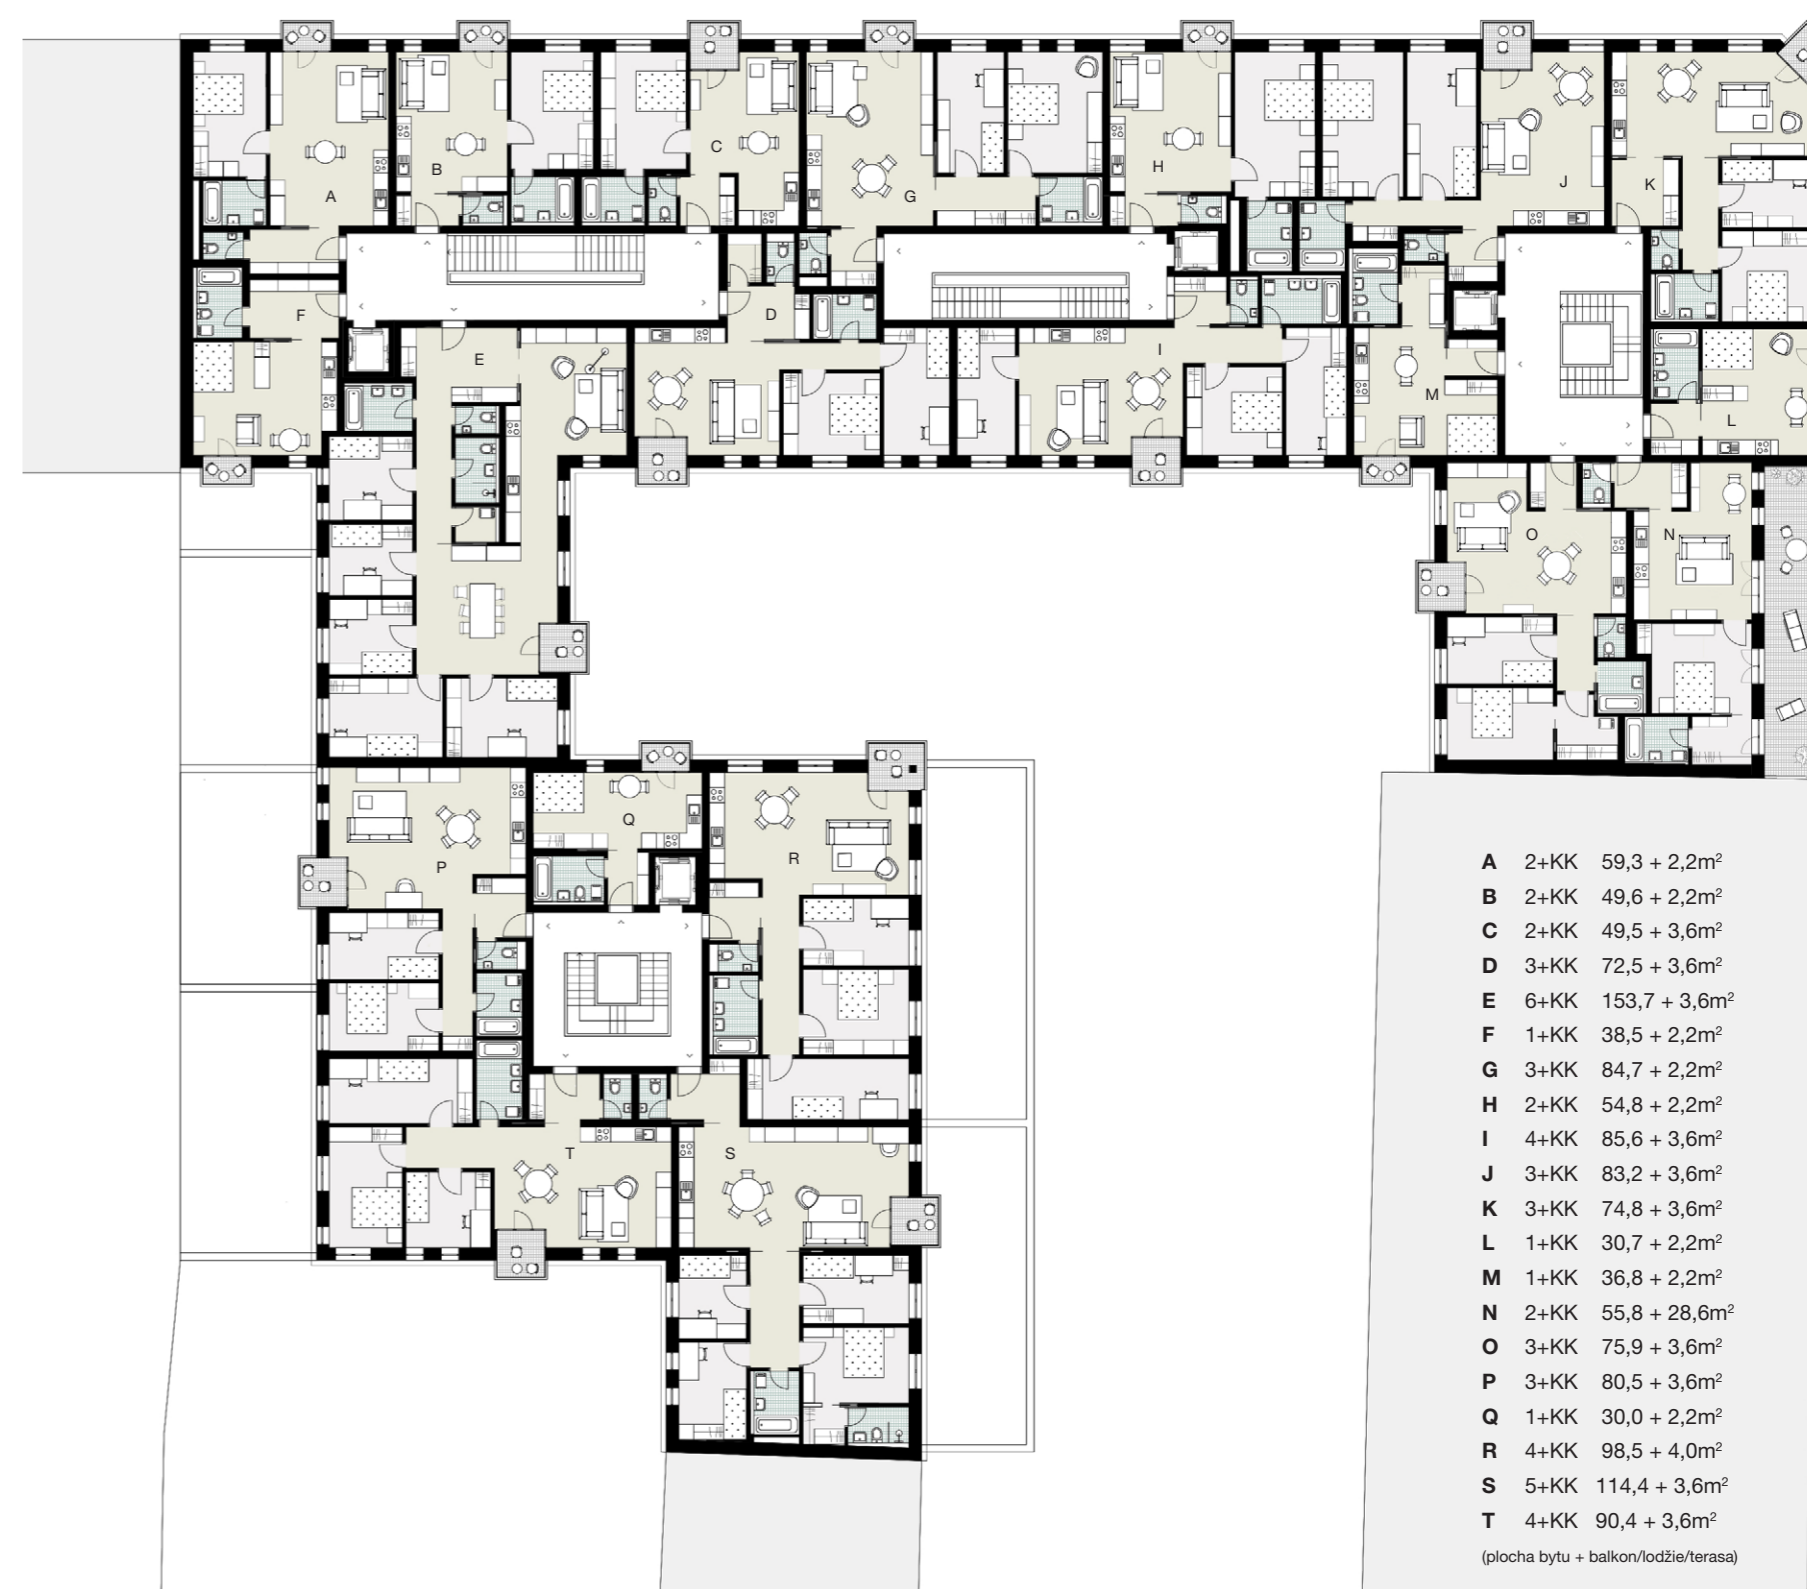 A
B
C
G
H
J
K
F
E
D
I
M
L
O
N
P
Q
R
T
S
A 2+KK 59,3 + 2,2m²
B 2+KK 49,6 + 2,2m²
C 2+KK 49,5 + 3,6m²
D 3+KK 72,5 + 3,6m²
E 6+KK 153,7 + 3,6m²
F 1+KK 38,5 + 2,2m²
G 3+KK 84,7 + 2,2m²
H 2+KK 54,8 + 2,2m²
I 4+KK 85,6 + 3,6m²
J 3+KK 83,2 + 3,6m²
K 3+KK 74,8 + 3,6m²
L 1+KK 30,7 + 2,2m²
M 1+KK 36,8 + 2,2m²
N 2+KK 55,8 + 28,6m²
O 3+KK 75,9 + 3,6m²
P 3+KK 80,5 + 3,6m²
Q 1+KK 30,0 + 2,2m²
R 4+KK 98,5 + 4,0m²
S 5+KK 114,4 + 3,6m²
T 4+KK 90,4 + 3,6m²
(plocha bytu + balkon/lodžie/terasa)